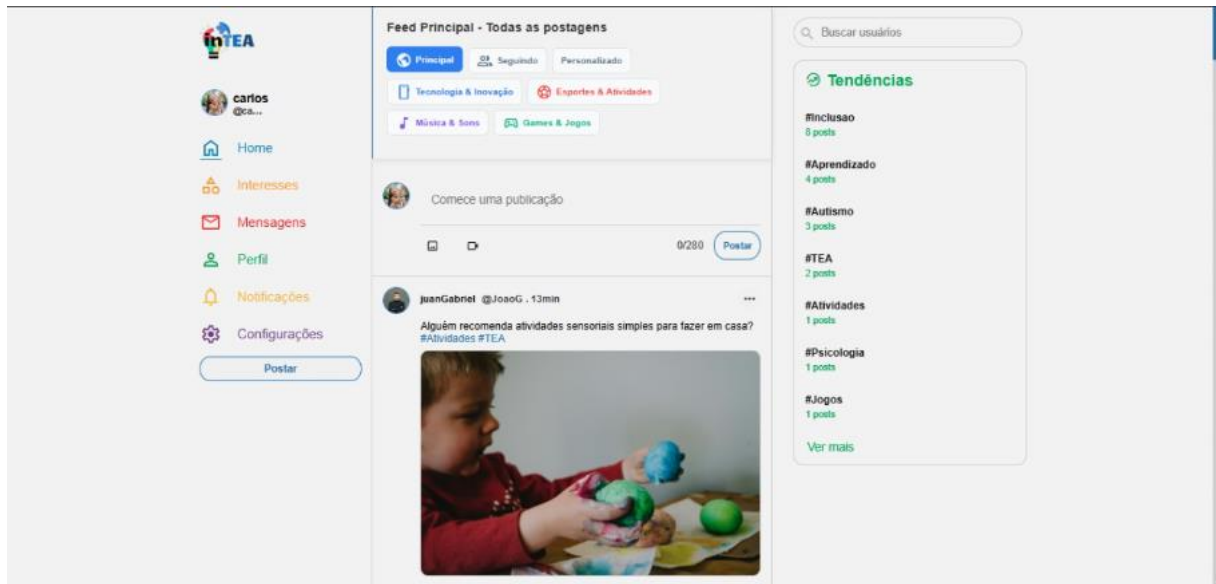 inTEA
carlos
@ca...
Home
Interesses
Mensagens
Perfil
Notificações
Configurações
Postar
Feed Principal - Todas as postagens
Principal
Seguindo
Personalizado
Tecnologia & Inovação
Esportes & Atividades
Música & Sons
Games & Jogos
Comece uma publicação
0/280
Postar
juanGabriel @JoaoG . 13min
Alguém recomenda atividades sensoriais simples para fazer em casa?
#Atividades #TEA
Buscar usuários
Tendências
#Inclusao
8 posts
#Aprendizado
4 posts
#Autismo
3 posts
#TEA
2 posts
#Atividades
1 posts
#Psicologia
1 posts
#Jogos
1 posts
Ver mais